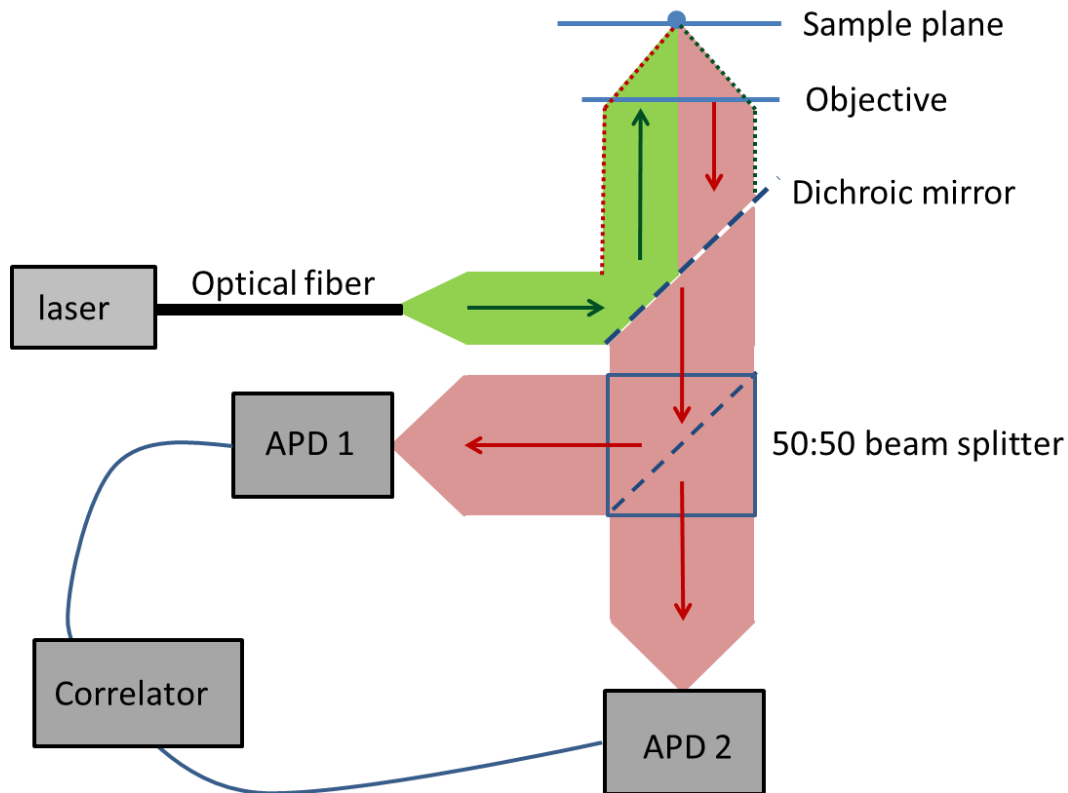 Sample plane
Objective
Dichroic mirror
Optical fiber
laser
APD 1
50:50 beam splitter
Correlator
APD 2